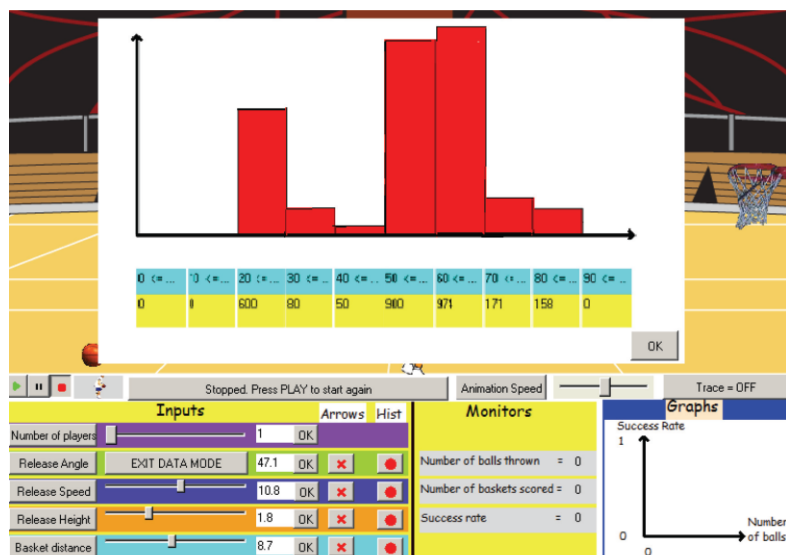 0 <= ... 10 <= ... 20 <= ... 30 <= ... 40 <= ... 50 <= ... 60 <= ... 70 <= ... 80 <= ... 90 <= ...
0 0 600 80 50 900 971 171 158 0
OK
Stopped. Press PLAY to start again Animation Speed Trace = OFF
Inputs Arrows Hist
Number of players 1 OK
Release Angle EXIT DATA MODE 47.1 OK
Release Speed 10.8 OK
Release Height 1.8 OK
Basket distance 8.7 OK
Monitors
Number of balls thrown = 0
Number of baskets scored = 0
Success rate = 0
Graphs
Success Rate
1
0
0
Number
of balls